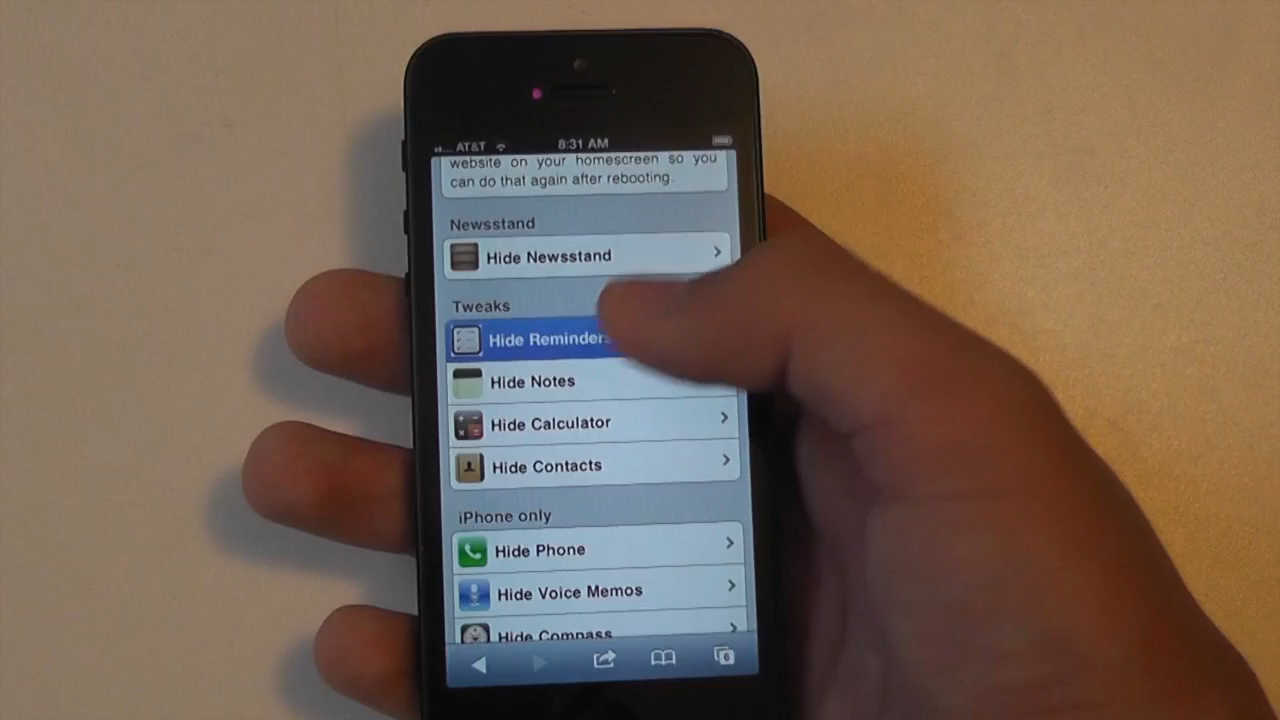 AT&T 8:31 AM
website on your homescreen so you
can do that again after rebooting.
Newsstand
Hide Newsstand
Tweaks
Hide Reminders
Hide Notes
Hide Calculator
Hide Contacts
iPhone only
Hide Phone
Hide Voice Memos
Hide Compass
6